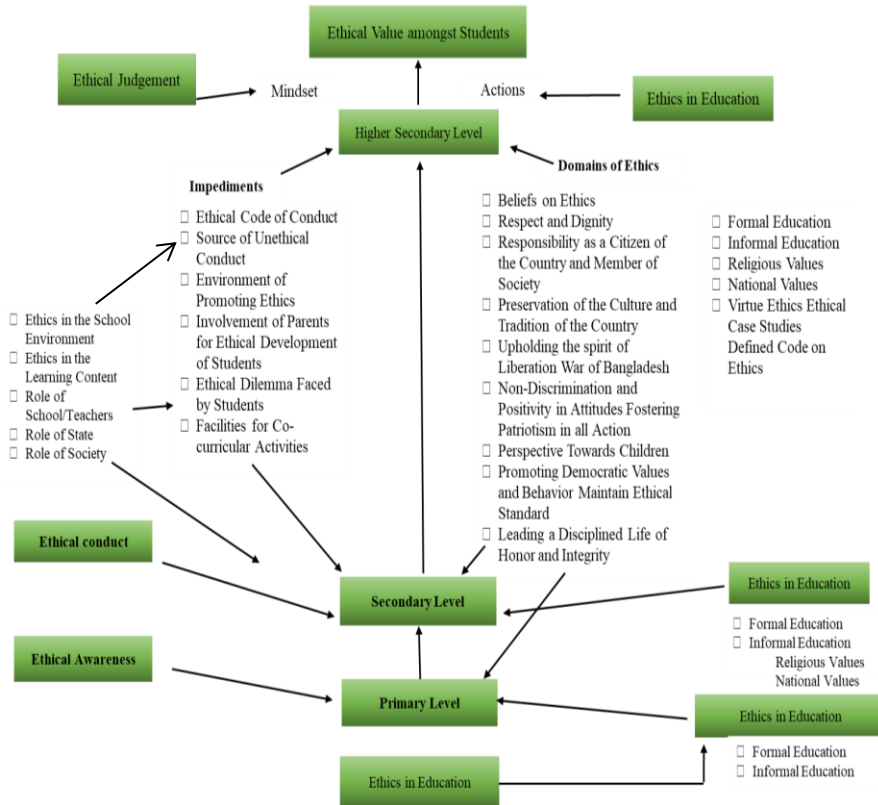 Ethical Value amongst Students
Ethical Judgement
Mindset
Actions
Ethics in Education
Higher Secondary Level
Impediments
Ethical Code of Conduct
Source of Unethical
Conduct
Environment of
Promoting Ethics
Involvement of Parents
for Ethical Development
of Students
Ethical Dilemma Faced
by Students
Facilities for Co-
curricular Activities
Domains of Ethics
Beliefs on Ethics
Respect and Dignity
Responsibility as a Citizen of
the Country and Member of
Society
Preservation of the Culture and
Tradition of the Country
Upholding the spirit of
Liberation War of Bangladesh
Non-Discrimination and
Positivity in Attitudes Fostering
Patriotism in all Action
Perspective Towards Children
Promoting Democratic Values
and Behavior Maintain Ethical
Standard
Leading a Disciplined Life of
Honor and Integrity
Formal Education
Informal Education
Religious Values
National Values
Virtue Ethics Ethical
Case Studies
Defined Code on
Ethics
Ethics in the School
Environment
Ethics in the
Learning Content
Role of
School/Teachers
Role of State
Role of Society
Ethical conduct
Secondary Level
Ethics in Education
Formal Education
Informal Education
Religious Values
National Values
Ethical Awareness
Primary Level
Ethics in Education
Formal Education
Informal Education
Ethics in Education